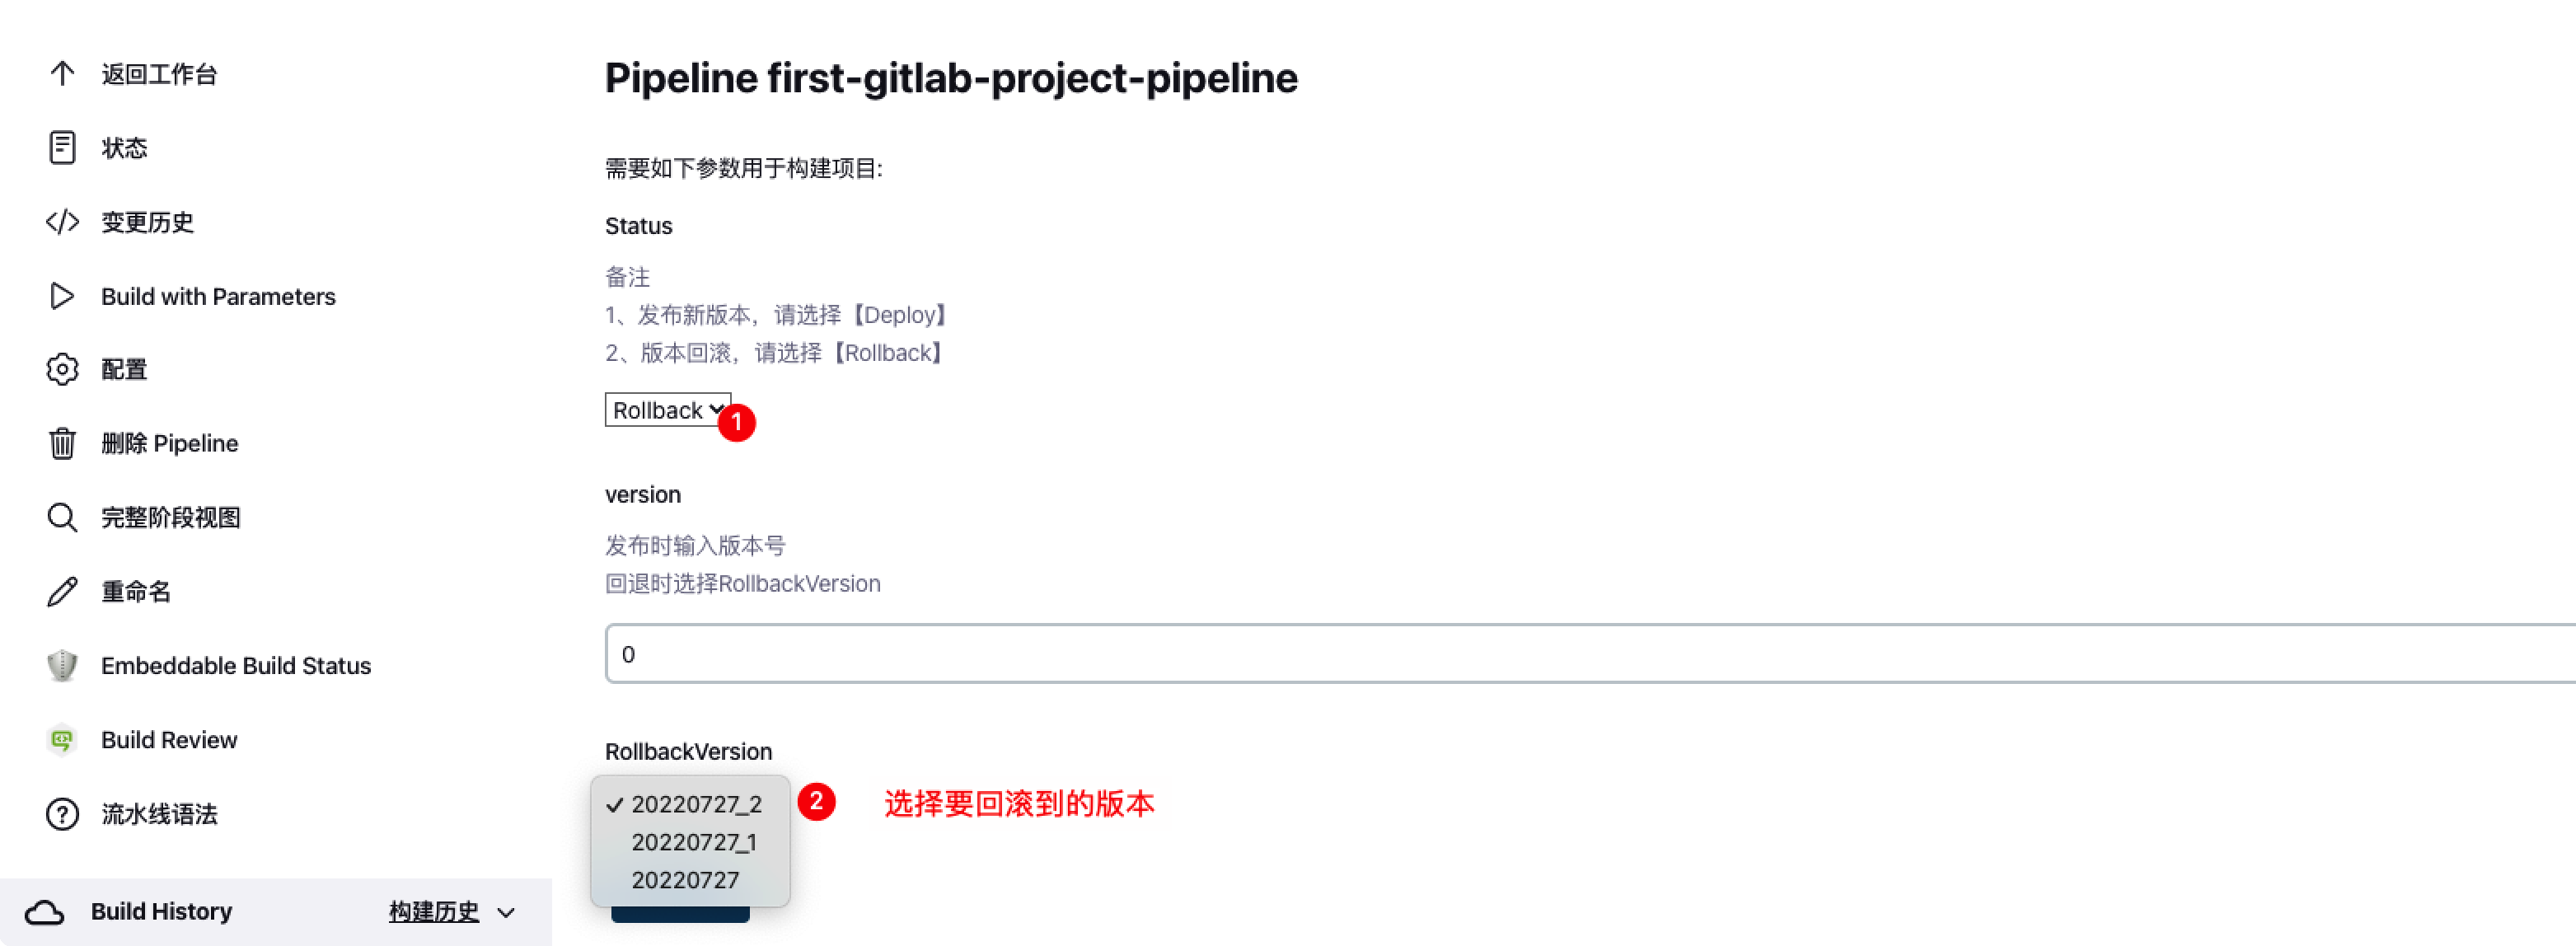 返回工作台
状态
变更历史
Build with Parameters
配置
删除 Pipeline
完整阶段视图
重命名
Embeddable Build Status
Build Review
流水线语法
Build History 构建历史
Pipeline first-gitlab-project-pipeline
需要如下参数用于构建项目:
Status
备注
1、发布新版本，请选择【Deploy】
2、版本回滚，请选择【Rollback】
Rollback
1
version
发布时输入版本号
回退时选择RollbackVersion
0
RollbackVersion
20220727_2
2 选择要回滚到的版本
20220727_1
20220727